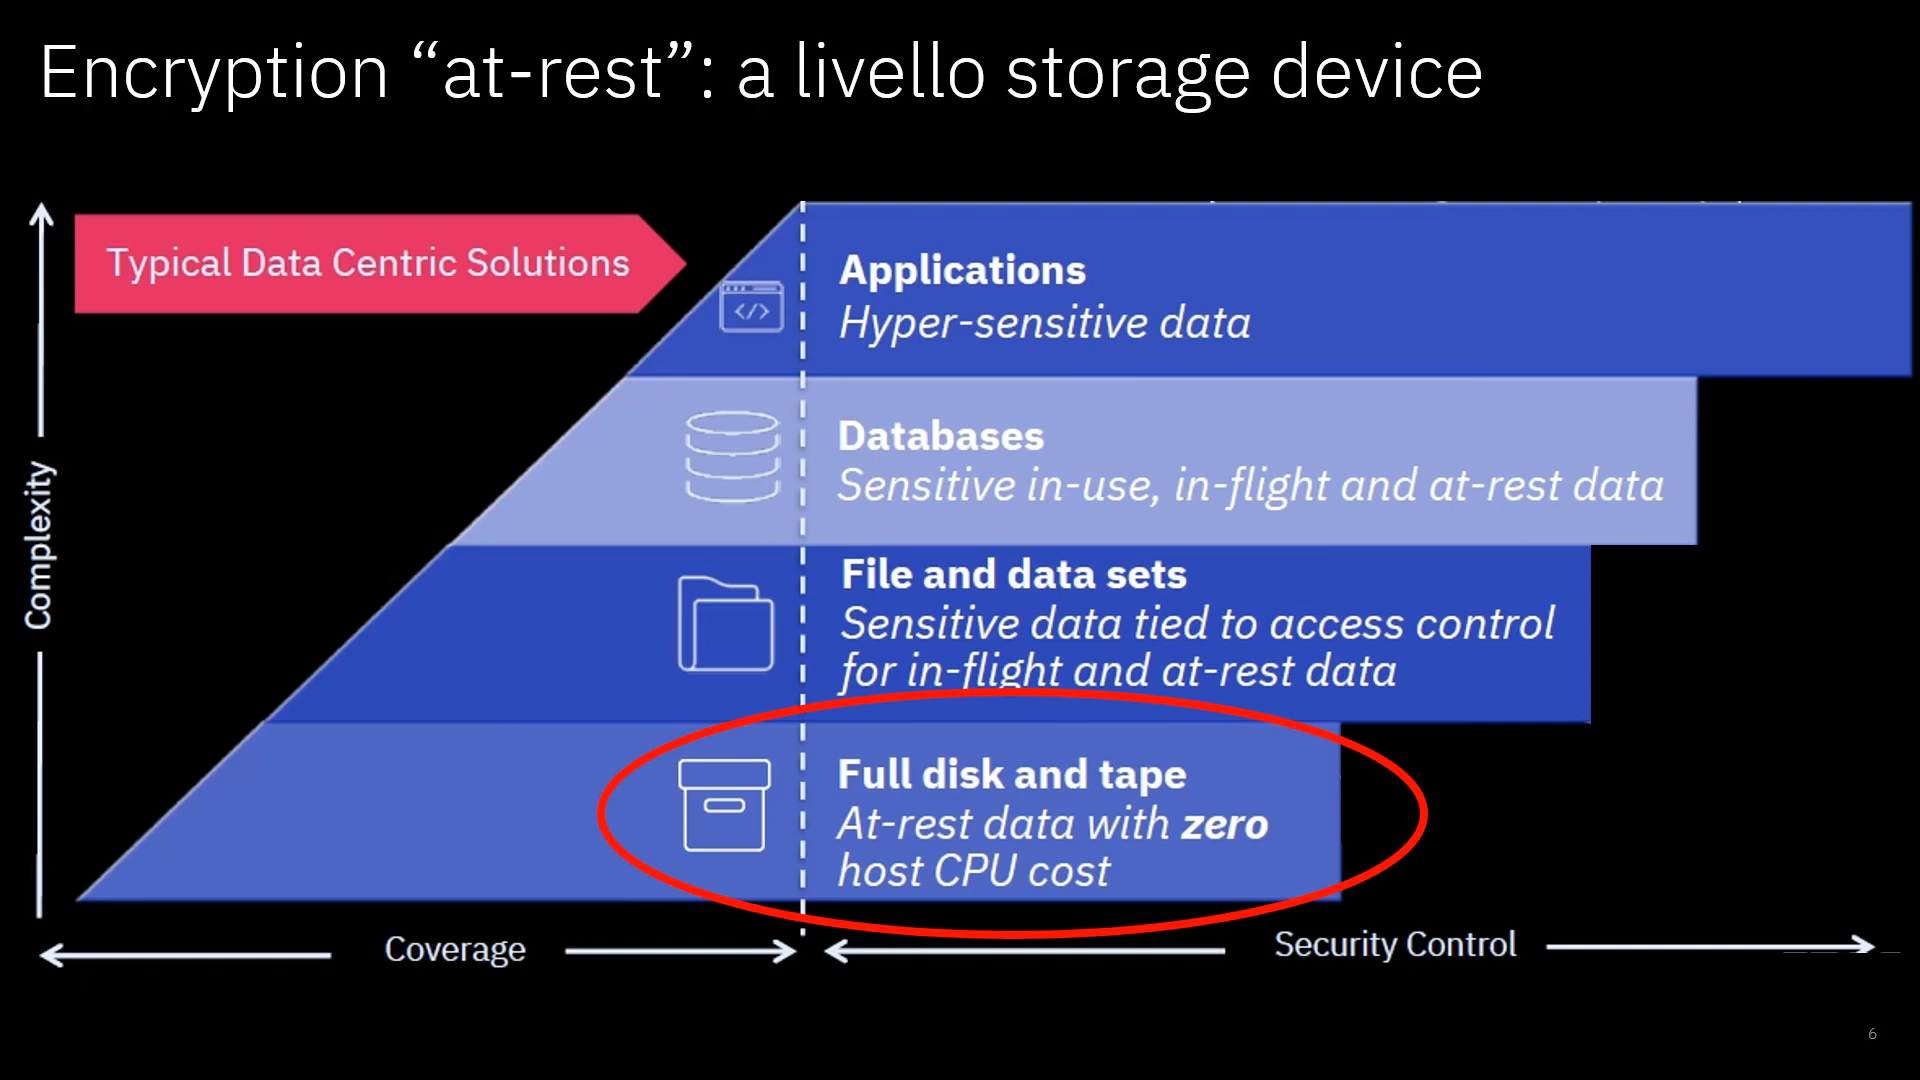 Encryption “at-rest”: a livello storage device
Typical Data Centric Solutions
Applications
Hyper-sensitive data
Databases
Sensitive in-use, in-flight and at-rest data
File and data sets
Sensitive data tied to access control
for in-flight and at-rest data
Full disk and tape
At-rest data with zero
host CPU cost
Complexity
Coverage
Security Control
6